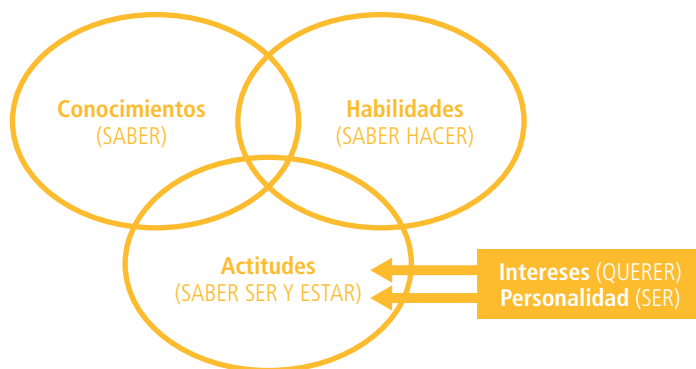 Conocimientos
(SABER)
Habilidades
(SABER HACER)
Actitudes
(SABER SER Y ESTAR)
Intereses (QUERER)
Personalidad (SER)